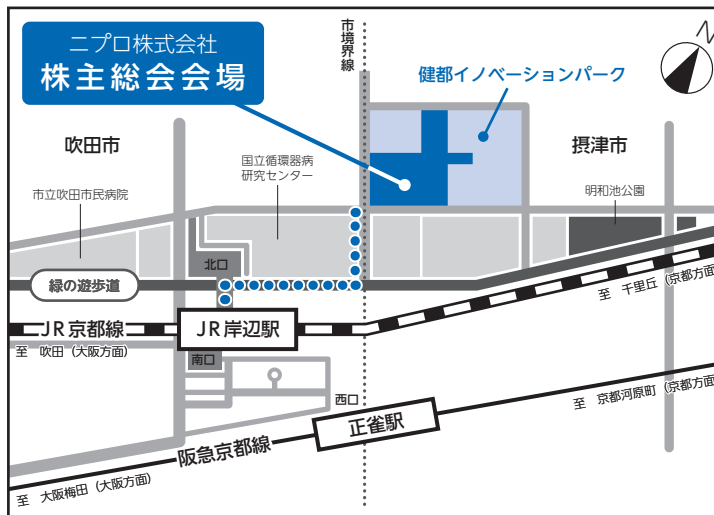 ニプロ株式会社
株主総会会場
市境界線
健都イノベーションパーク
N
吹田市
摂津市
国立循環器病
研究センター
市立吹田市民病院
明和池公園
北口
緑の遊歩道
至 千里丘（京都方面）
JR京都線
JR岸辺駅
至 吹田（大阪方面）
南口
西口
至 京都河原町（京都方面）
正雀駅
阪急京都線
至 大阪梅田（大阪方面）